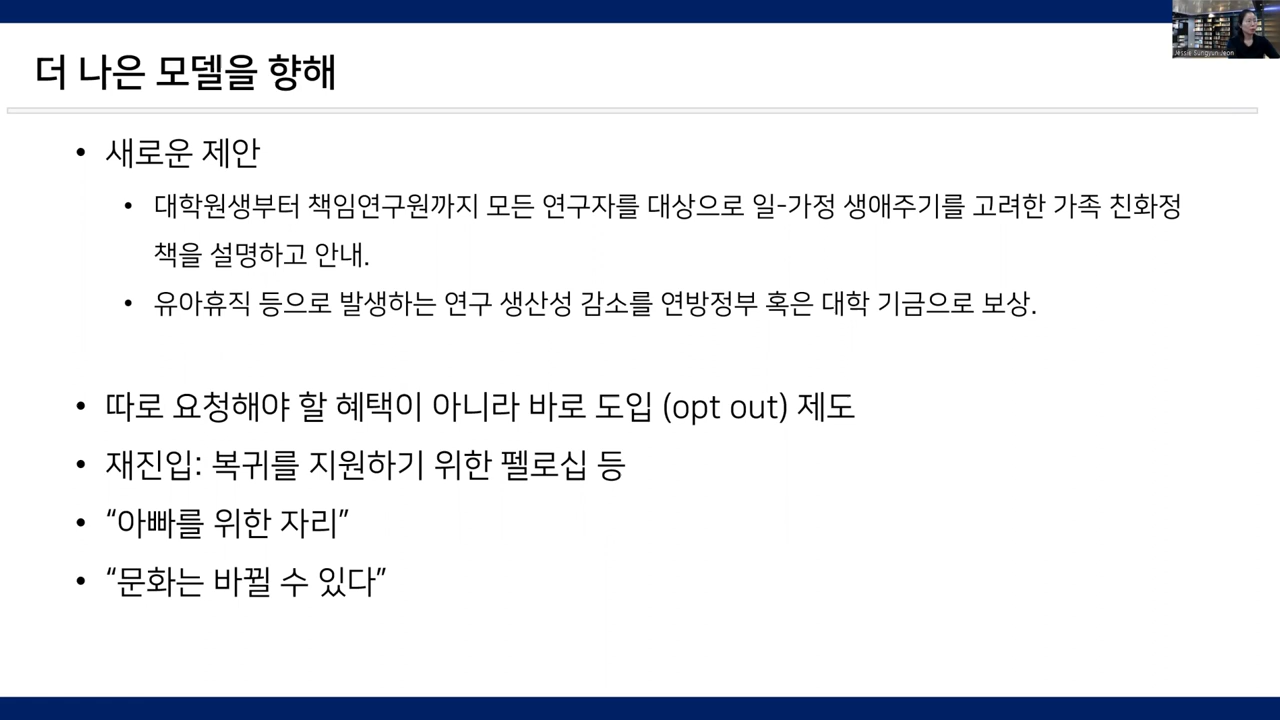 Jessie Sungyun Jeon
더 나은 모델을 향해
• 새로운 제안
• 대학원생부터 책임연구원까지 모든 연구자를 대상으로 일-가정 생애주기를 고려한 가족 친화정
책을 설명하고 안내.
• 유아휴직 등으로 발생하는 연구 생산성 감소를 연방정부 혹은 대학 기금으로 보상.
• 따로 요청해야 할 혜택이 아니라 바로 도입 (opt out) 제도
• 재진입: 복귀를 지원하기 위한 펠로십 등
• “아빠를 위한 자리”
• “문화는 바뀔 수 있다”